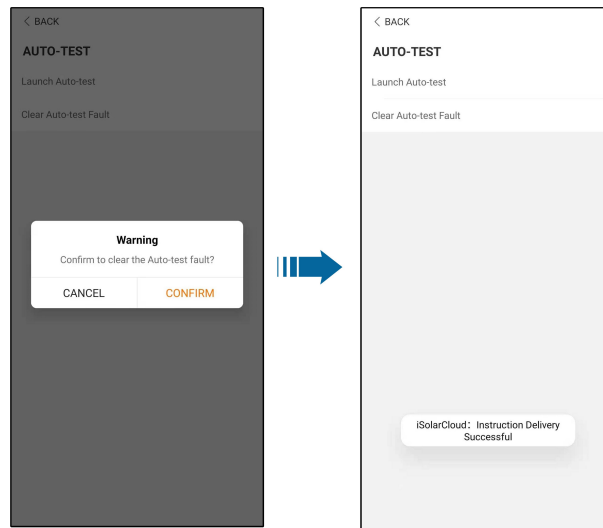 BACK
AUTO-TEST
Launch Auto-test
Clear Auto-test Fault
Warning
Confirm to clear the Auto-test fault?
CANCEL
CONFIRM
BACK
AUTO-TEST
Launch Auto-test
Clear Auto-test Fault
iSolarCloud：Instruction Delivery
Successful